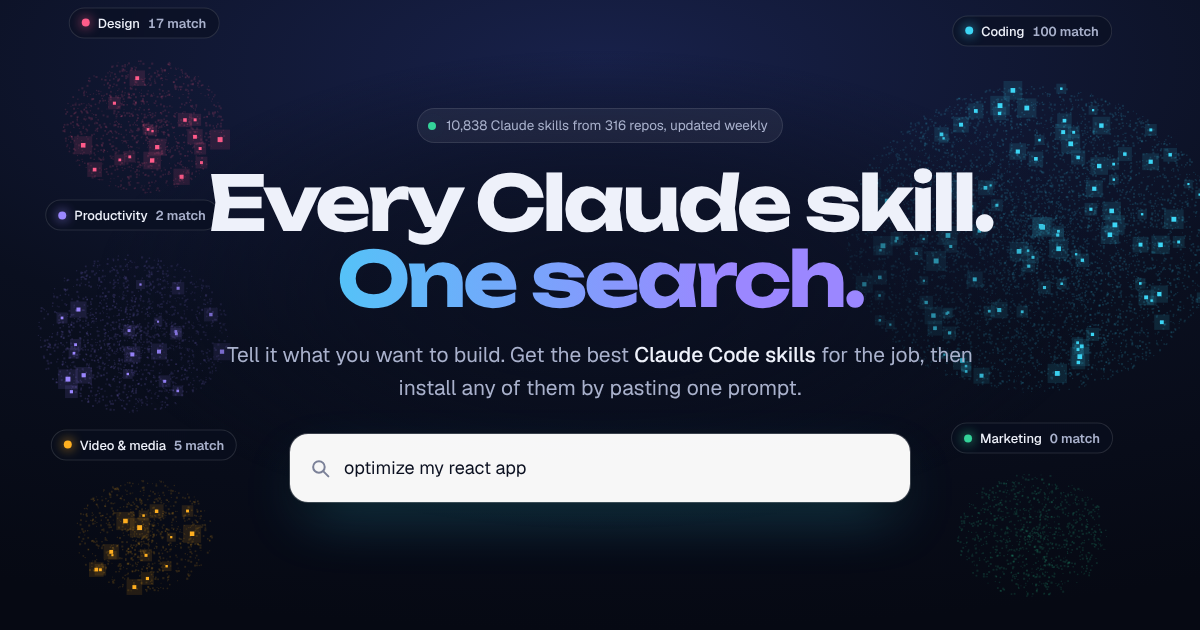 Design 17 match
Coding 100 match
10,838 Claude skills from 316 repos, updated weekly
Every Claude skill.
Productivity 2 match
One search.
Tell it what you want to build. Get the best Claude Code skills for the job, then
install any of them by pasting one prompt.
Video & media 5 match
Marketing 0 match
optimize my react app